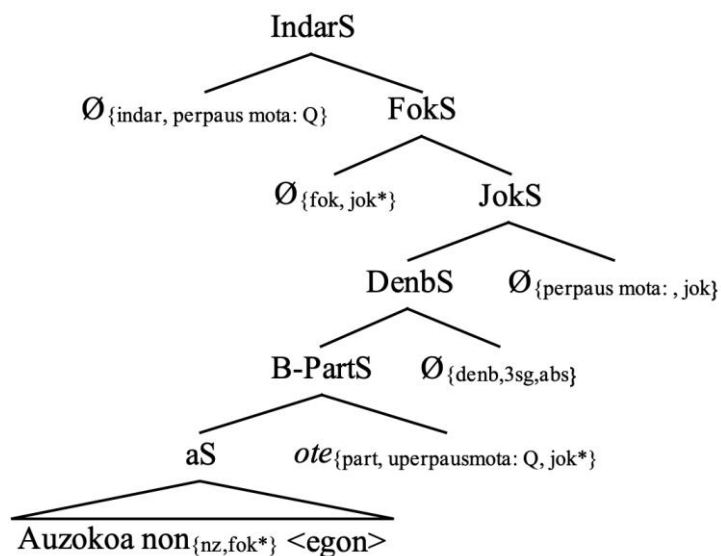 IndarS
Ø{indar, perpaus mota: Q} FokS
Ø{fok, jok*} JokS
DenbS Ø{perpaus mota: , jok}
B-PartS Ø{denb,3sg,abs}
aS ote{part, uperpausmota: Q, jok*}
Auzokoa non{nz,fok*} <egon>